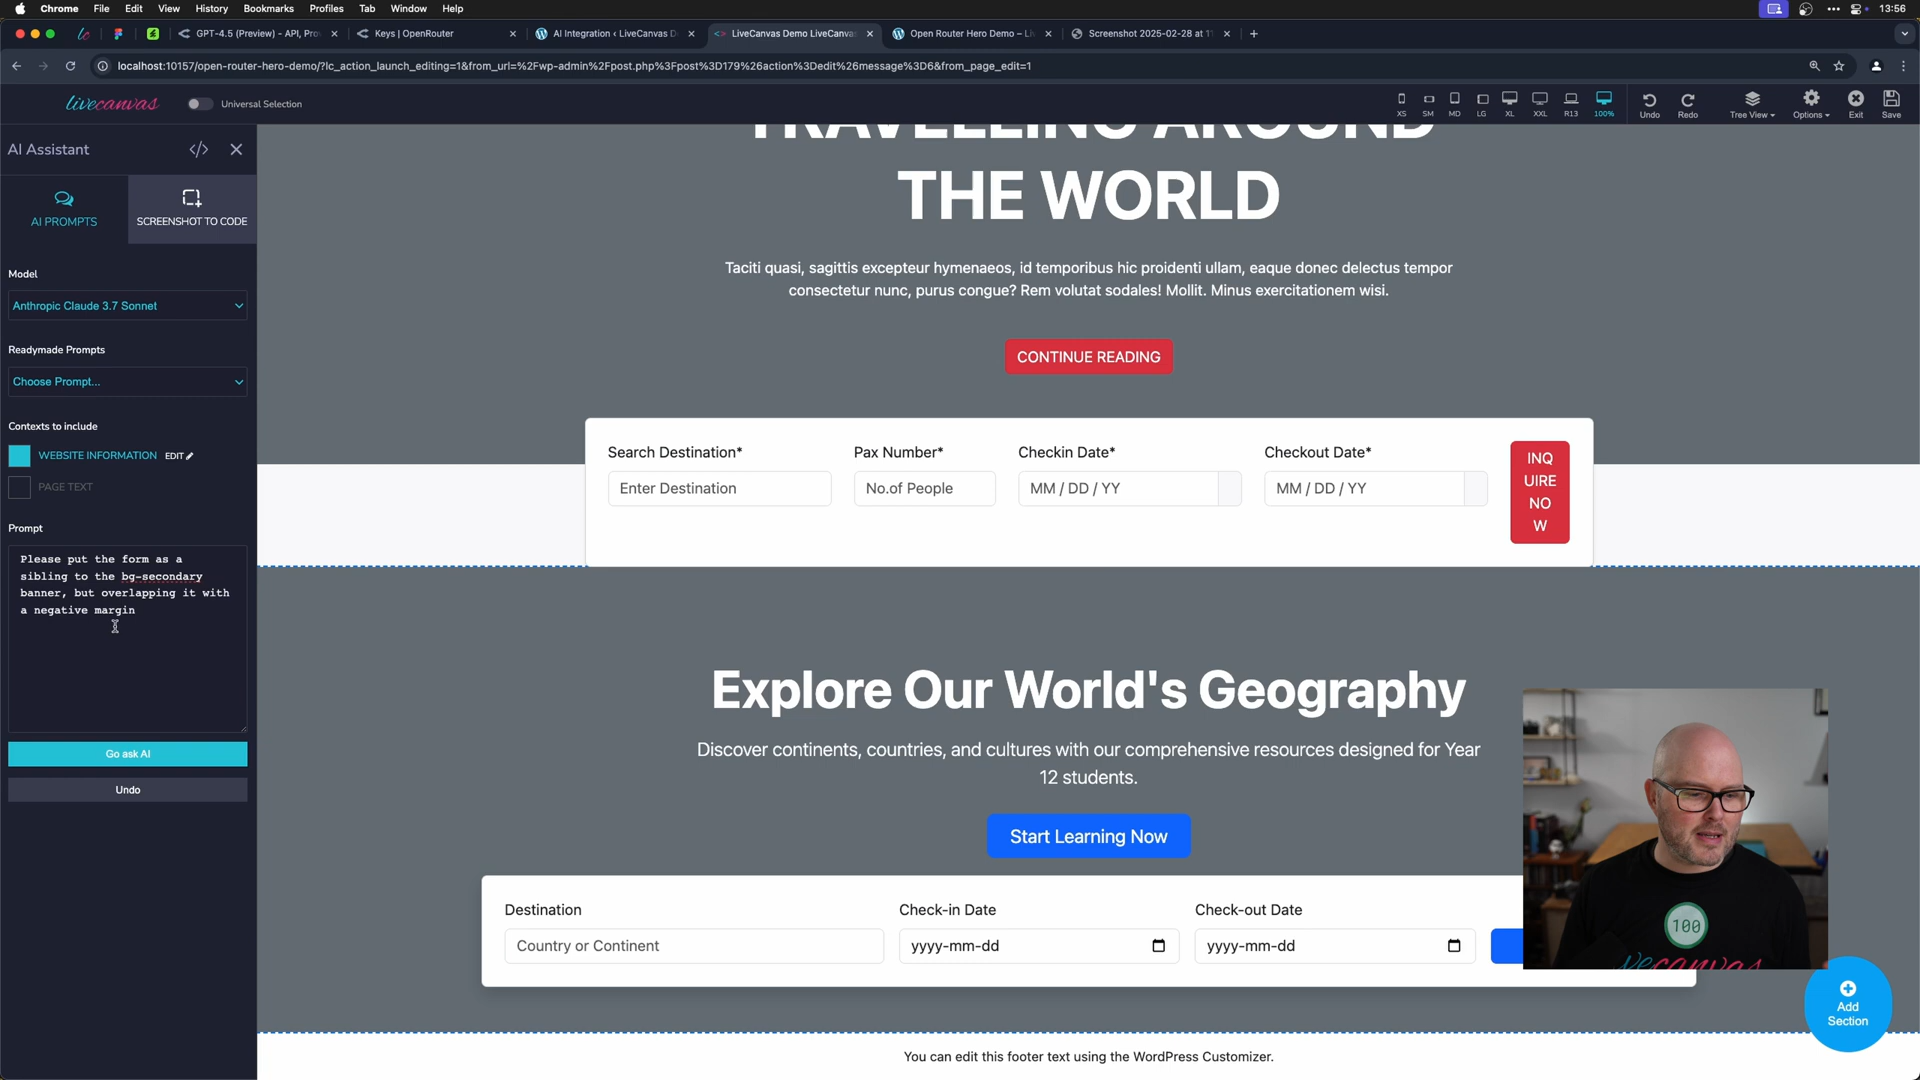 Chrome File Edit View History Bookmarks Profiles Tab Window Help 13:56
GPT-4.5 (Preview) - API, Pro
Keys | OpenRouter
AI Integration ‹ LiveCanvas D
LiveCanvas Demo LiveCanvas
Open Router Hero Demo – Li
Screenshot 2025-02-28 at 11
localhost:10157/open-router-hero-demo/?lc_action_launch_editing=1&from_url=%2Fwp-admin%2Fpost.php%3Fpost%3D179%26action%3Dedit%26message%3D6&from_page_edit=1
livecanvas
Universal Selection
XS SM MD LG XL XXL R13 100% Undo Redo Tree View Options Exit Save
AI Assistant
AI PROMPTS
SCREENSHOT TO CODE
Model
Anthropic Claude 3.7 Sonnet
Readymade Prompts
Choose Prompt...
Contexts to include
WEBSITE INFORMATION EDIT
PAGE TEXT
Prompt
Please put the form as a
sibling to the bg-secondary
banner, but overlapping it with
a negative margin
Go ask AI
Undo
TRAVELLING AROUND
THE WORLD
Taciti quasi, sagittis excepteur hymenaeos, id temporibus hic proidenti ullam, eaque donec delectus tempor
consectetur nunc, purus congue? Rem volutat sodales! Mollit. Minus exercitationem wisi.
CONTINUE READING
Search Destination* Pax Number* Checkin Date* Checkout Date*
Enter Destination No.of People MM / DD / YY MM / DD / YY
INQ
UIRE
NO
W
Explore Our World's Geography
Discover continents, countries, and cultures with our comprehensive resources designed for Year
12 students.
Start Learning Now
Destination Check-in Date Check-out Date
Country or Continent yyyy-mm-dd yyyy-mm-dd
100
livecanvas
Add
Section
You can edit this footer text using the WordPress Customizer.